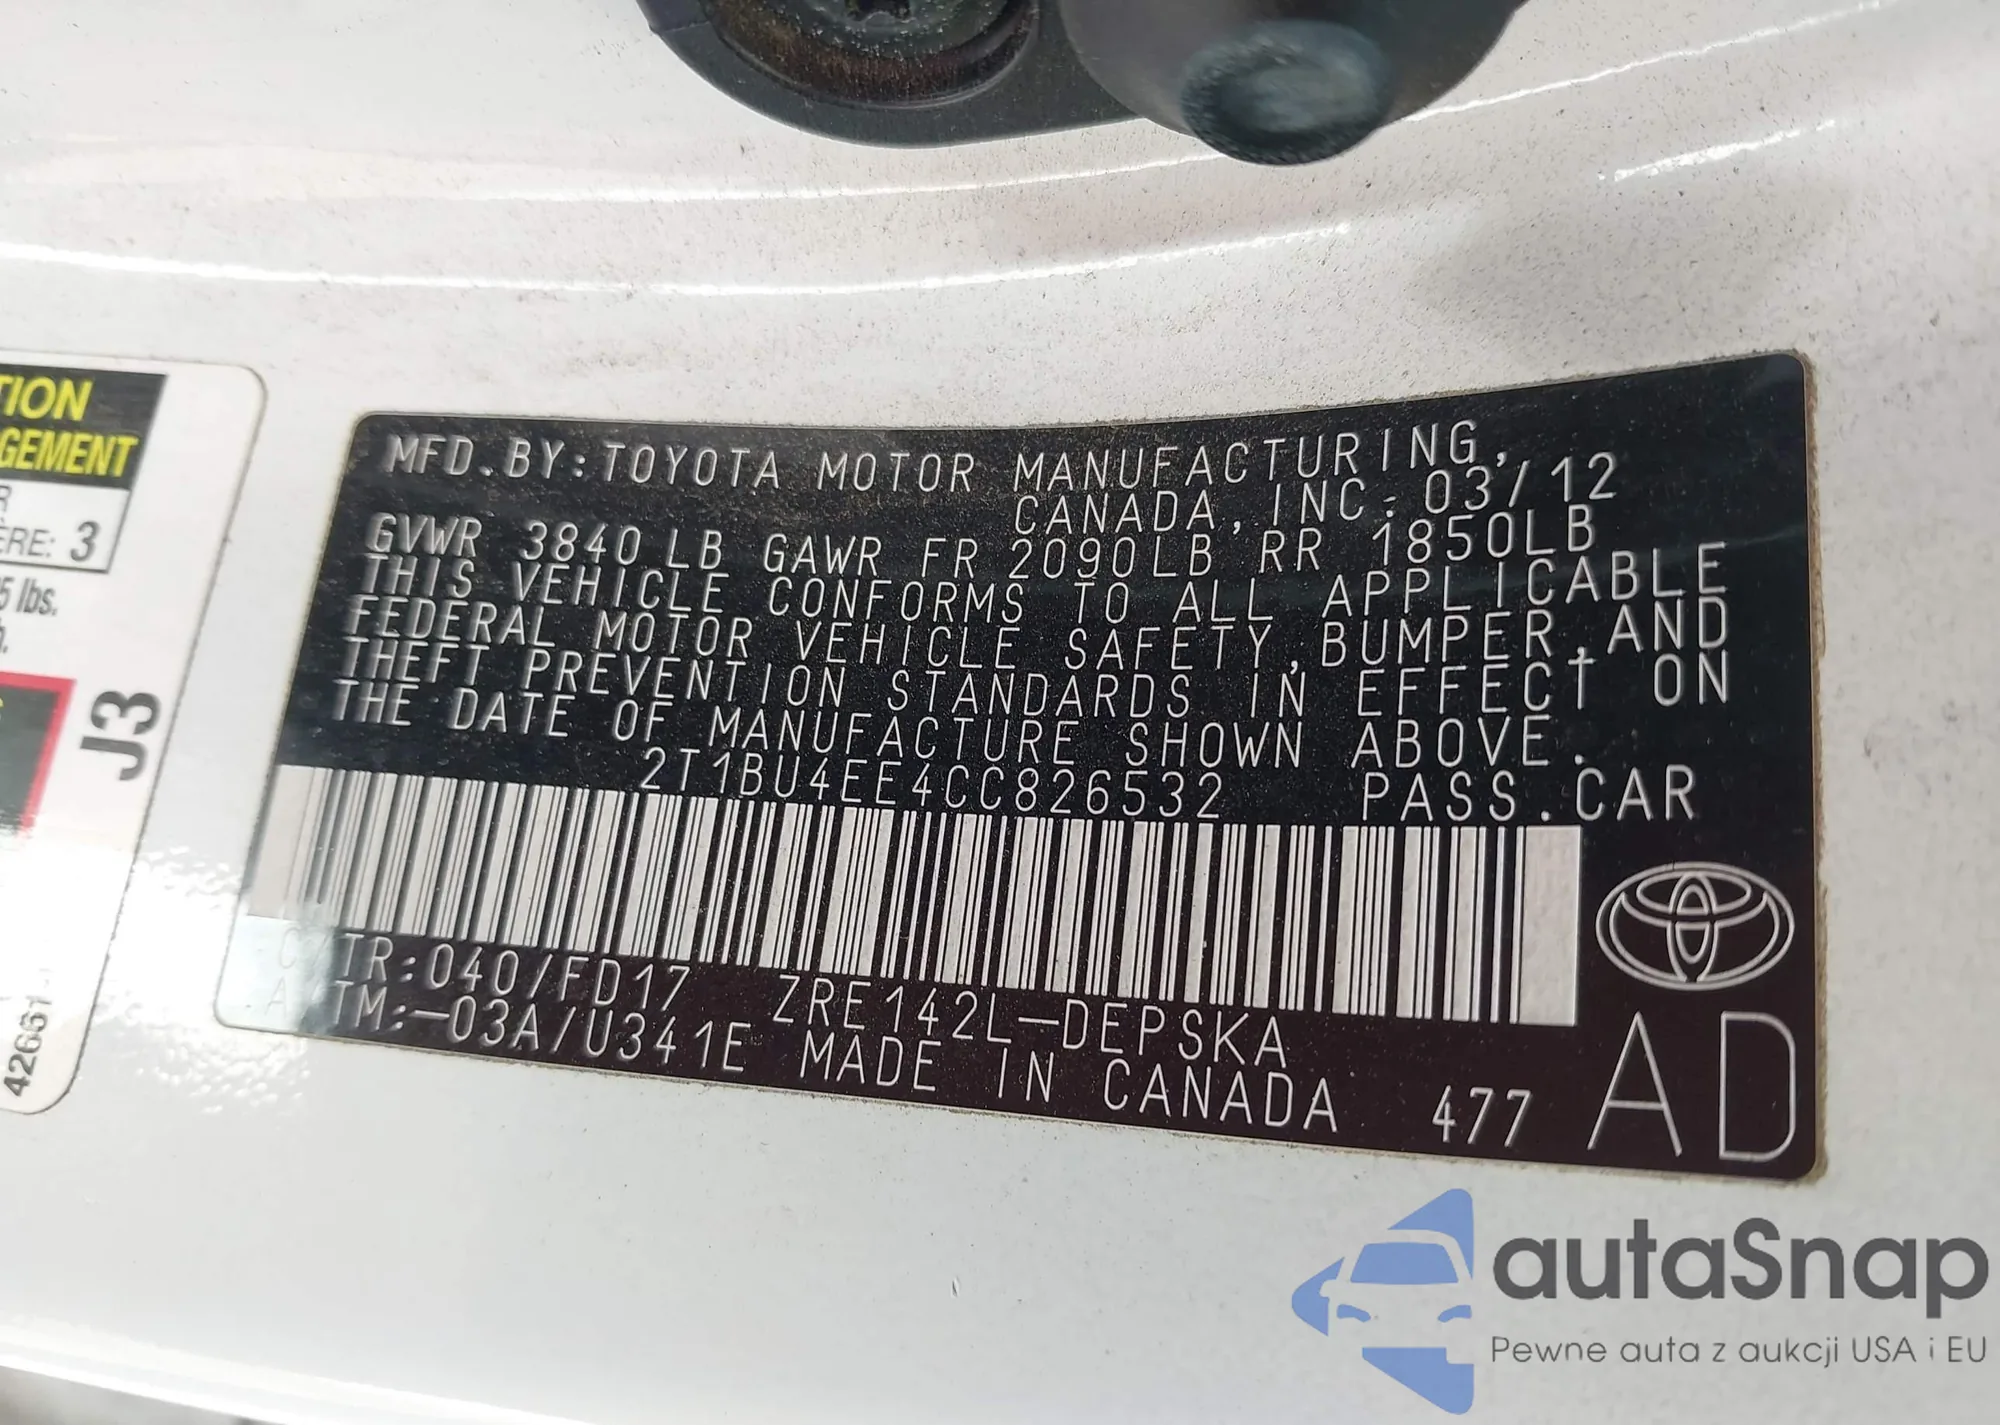 TION
GEMENT
R
ÈRE: 3
5 lbs.
J3
42661
MFD.BY:TOYOTA MOTOR MANUFACTURING,
CANADA, INC. 03/12
GVWR 3840 LB GAWR FR 2090LB RR 1850LB
THIS VEHICLE CONFORMS TO ALL APPLICABLE
FEDERAL MOTOR VEHICLE SAFETY,BUMPER,AND
THEFT PREVENTION STANDARDS IN EFFECT ON
THE DATE OF MANUFACTURE SHOWN ABOVE.
2T1BU4EE4CC826532 PASS.CAR
C/TR:040/FD17 ZRE142L-DEPSKA
A/TM:-03A/U341E MADE IN CANADA 477 AD
autaSnap
Pewne auta z aukcji USA i EU